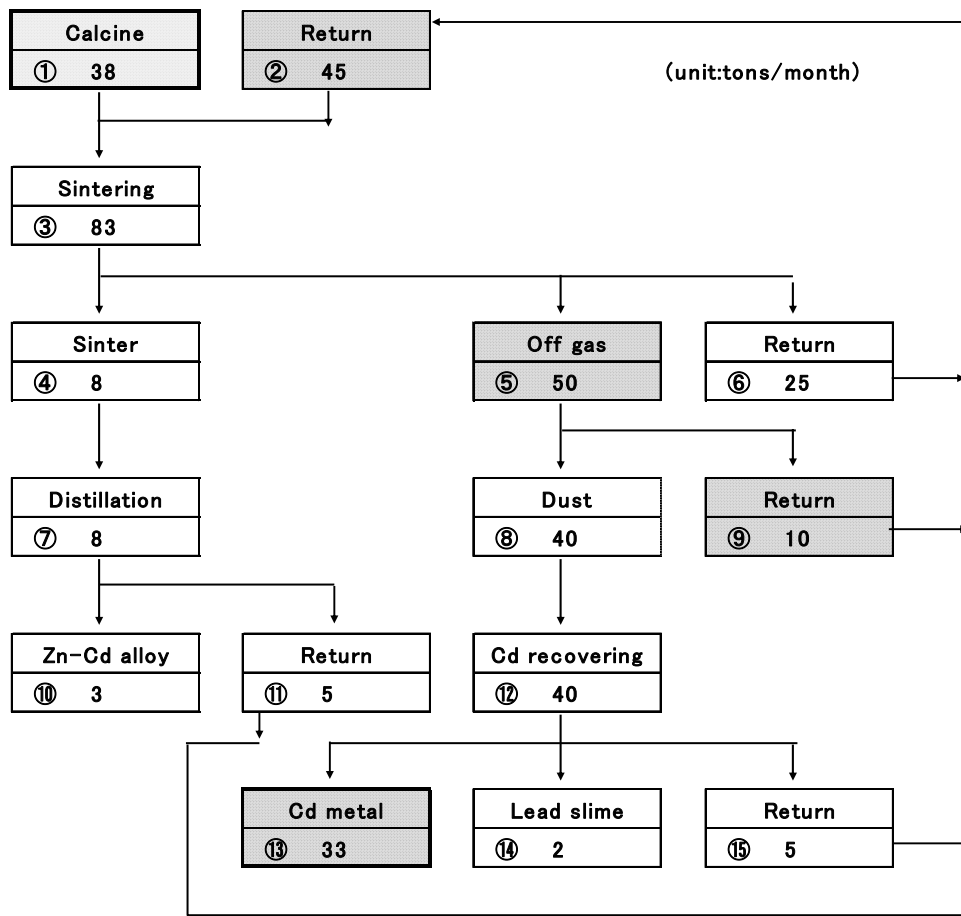 Calcine
① 38
Return
② 45
(unit:tons/month)
Sintering
③ 83
Sinter
④ 8
Off gas
⑤ 50
Return
⑥ 25
Distillation
⑦ 8
Dust
⑧ 40
Return
⑨ 10
Zn-Cd alloy
⑩ 3
Return
⑪ 5
Cd recovering
⑫ 40
Cd metal
⑬ 33
Lead slime
⑭ 2
Return
⑮ 5